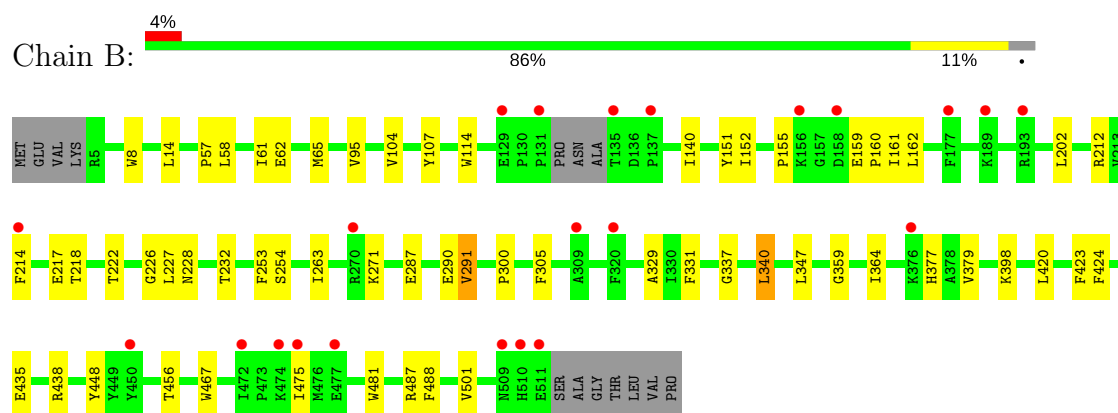 4%
Chain B:
86% 11% •
MET GLU VAL LYS R5 W8 L14 P57 L58 I61 E62 M65 V95 V104 Y107 W114 E129 P130 P131 PRO ASN ALA T135 D136 P137 I140 Y151 I152 P155 K156 G157 D158 E159 P160 I161 L162 F177 K189 R193 L202 R212 V213
F214 E217 T218 T222 G226 L227 N228 T232 F253 S254 I263 R270 K271 E287 E290 V291 P300 F305 A309 F320 A329 I330 F331 G337 L340 L347 G359 I364 K376 H377 A378 V379 K398 L420 F423 F424
E435 R438 Y448 Y449 Y450 T456 W467 I472 P473 K474 I475 M476 E477 W481 R487 F488 V501 N509 H510 E511 SER ALA GLY THR LEU VAL PRO